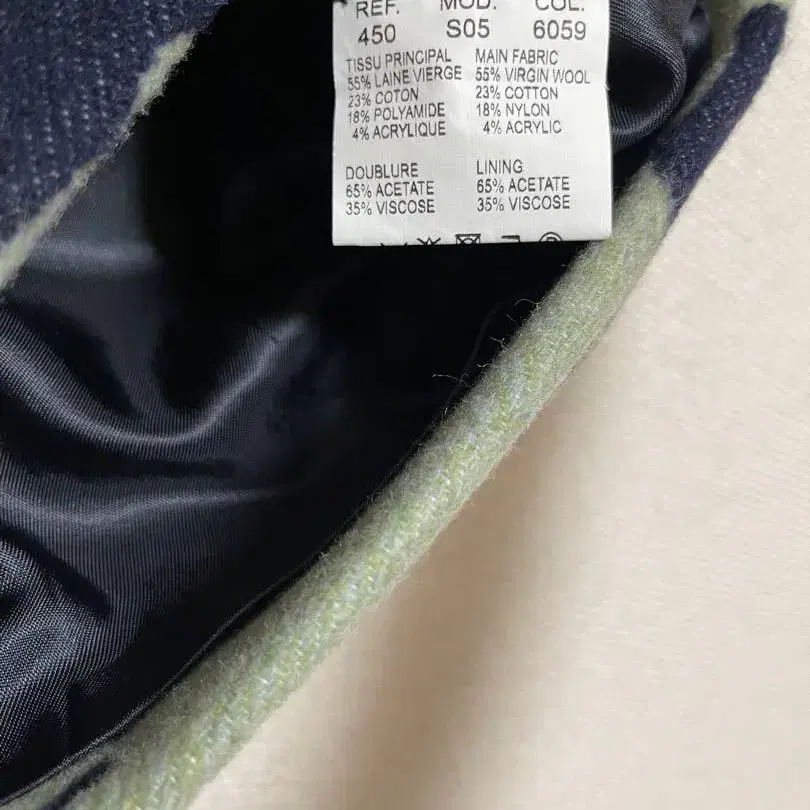 REF. MOD. COL.
450 S05 6059
TISSU PRINCIPAL MAIN FABRIC
55% LAINE VIERGE 55% VIRGIN WOOL
23% COTON 23% COTTON
18% POLYAMIDE 18% NYLON
4% ACRYLIQUE 4% ACRYLIC
DOUBLURE LINING
65% ACETATE 65% ACETATE
35% VISCOSE 35% VISCOSE